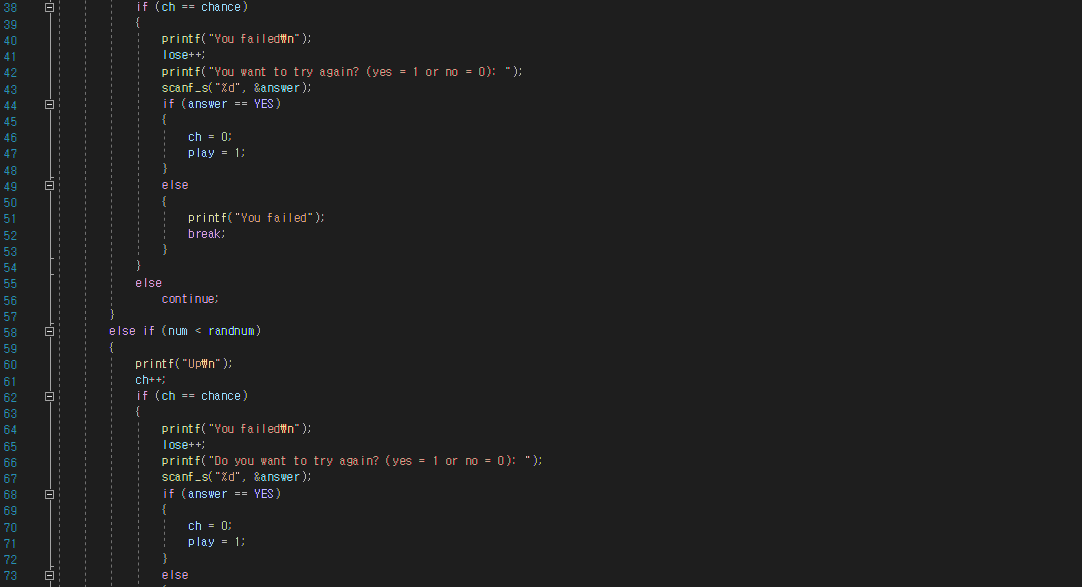 38 if (ch == chance)
39 {
40 printf("You failed₩n");
41 lose++;
42 printf("You want to try again? (yes = 1 or no = 0): ");
43 scanf_s("%d", &answer);
44 if (answer == YES)
45 {
46 ch = 0;
47 play = 1;
48 }
49 else
50 {
51 printf("You failed");
52 break;
53 }
54 }
55 else
56 continue;
57 }
58 else if (num < randnum)
59 {
60 printf("Up₩n");
61 ch++;
62 if (ch == chance)
63 {
64 printf("You failed₩n");
65 lose++;
66 printf("Do you want to try again? (yes = 1 or no = 0): ");
67 scanf_s("%d", &answer);
68 if (answer == YES)
69 {
70 ch = 0;
71 play = 1;
72 }
73 else